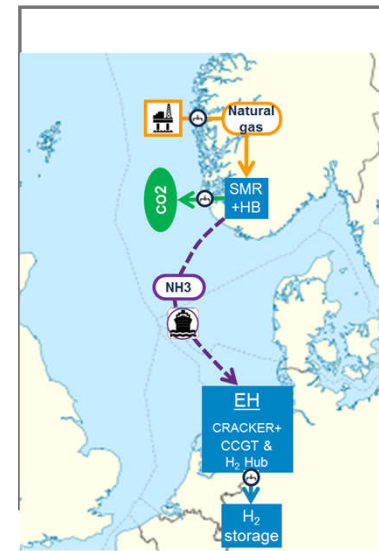 Natural
gas
CO2
SMR
+HB
NH3
EH
CRACKER+
CCGT &
H₂ Hub
H₂
storage